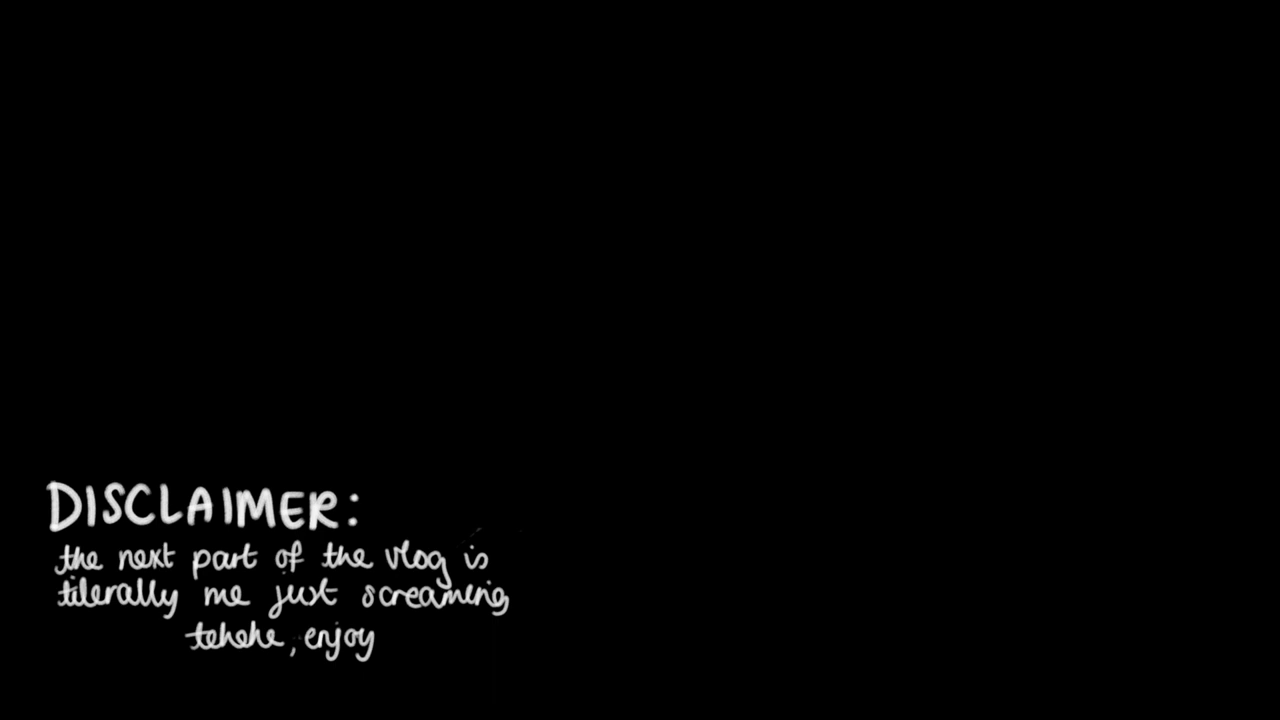 DISCLAIMER:
the next part of the vlog is
tilerally me just screaming
tehehe, enjoy